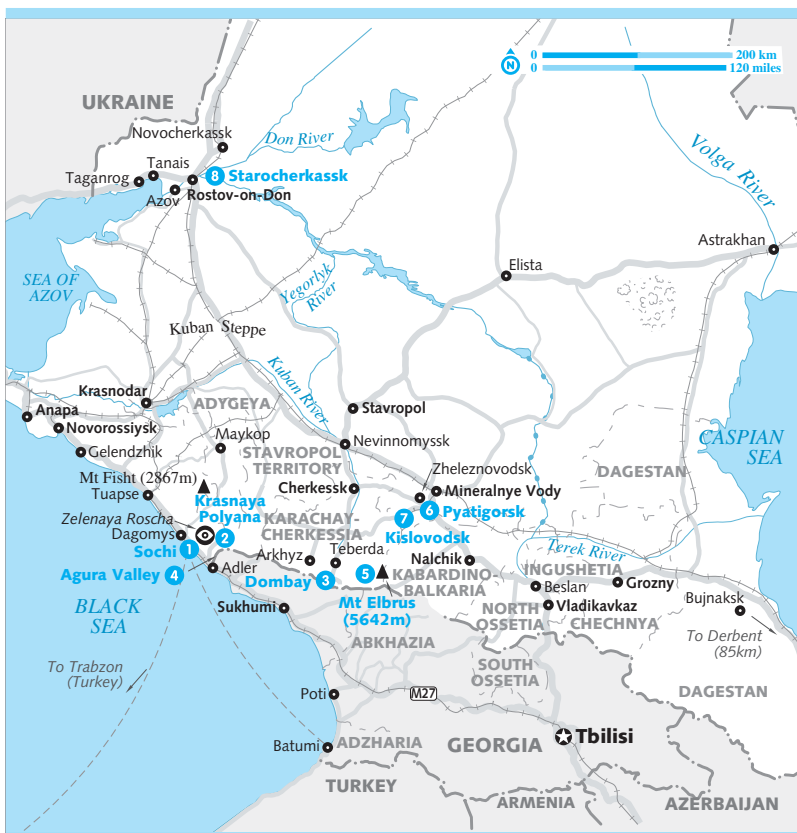 0
200 km
N
0
120 miles
UKRAINE
Novocherkassk
Don River
Volga
River
Tanais
Taganrog
8 Starocherkassk
Azov
Rostov-on-Don
Astrakhan
Elista
SEA OF
AZOV
Yegorlyk
River
Kuban Steppe
Kuban River
Krasnodar
ADYGEYA
Anapa
Stavropol
Novorossiysk
Maykop
Nevinnomyssk
Gelendzhik
STAVROPOL
TERRITORY
CASPIAN
SEA
DAGESTAN
Zheleznovodsk
Mt Fisht (2867m)
Cherkessk
Mineralnye Vody
Tuapse
Krasnaya
Polyana
2
6 Pyatigorsk
7
Kislovodsk
KARACHAY-
CHERKESSIA
Zelenaya Roscha
Dagomys
Sochi 1
Terek River
Arkhyz
Teberda
Nalchik
INGUSHETIA
Agura Valley 4
Adler
Dombay 3
5
KABARDINO-
BALKARIA
Beslan
Grozny
Mt Elbrus
(5642m)
Bujnaksk
BLACK
SEA
Sukhumi
NORTH
OSSETIA
Vladikavkaz
CHECHNYA
To Derbent
(85km)
ABKHAZIA
To Trabzon
(Turkey)
SOUTH
OSSETIA
Poti
M27
DAGESTAN
Batumi
ADZHARIA
GEORGIA
Tbilisi
TURKEY
ARMENIA
AZERBAIJAN